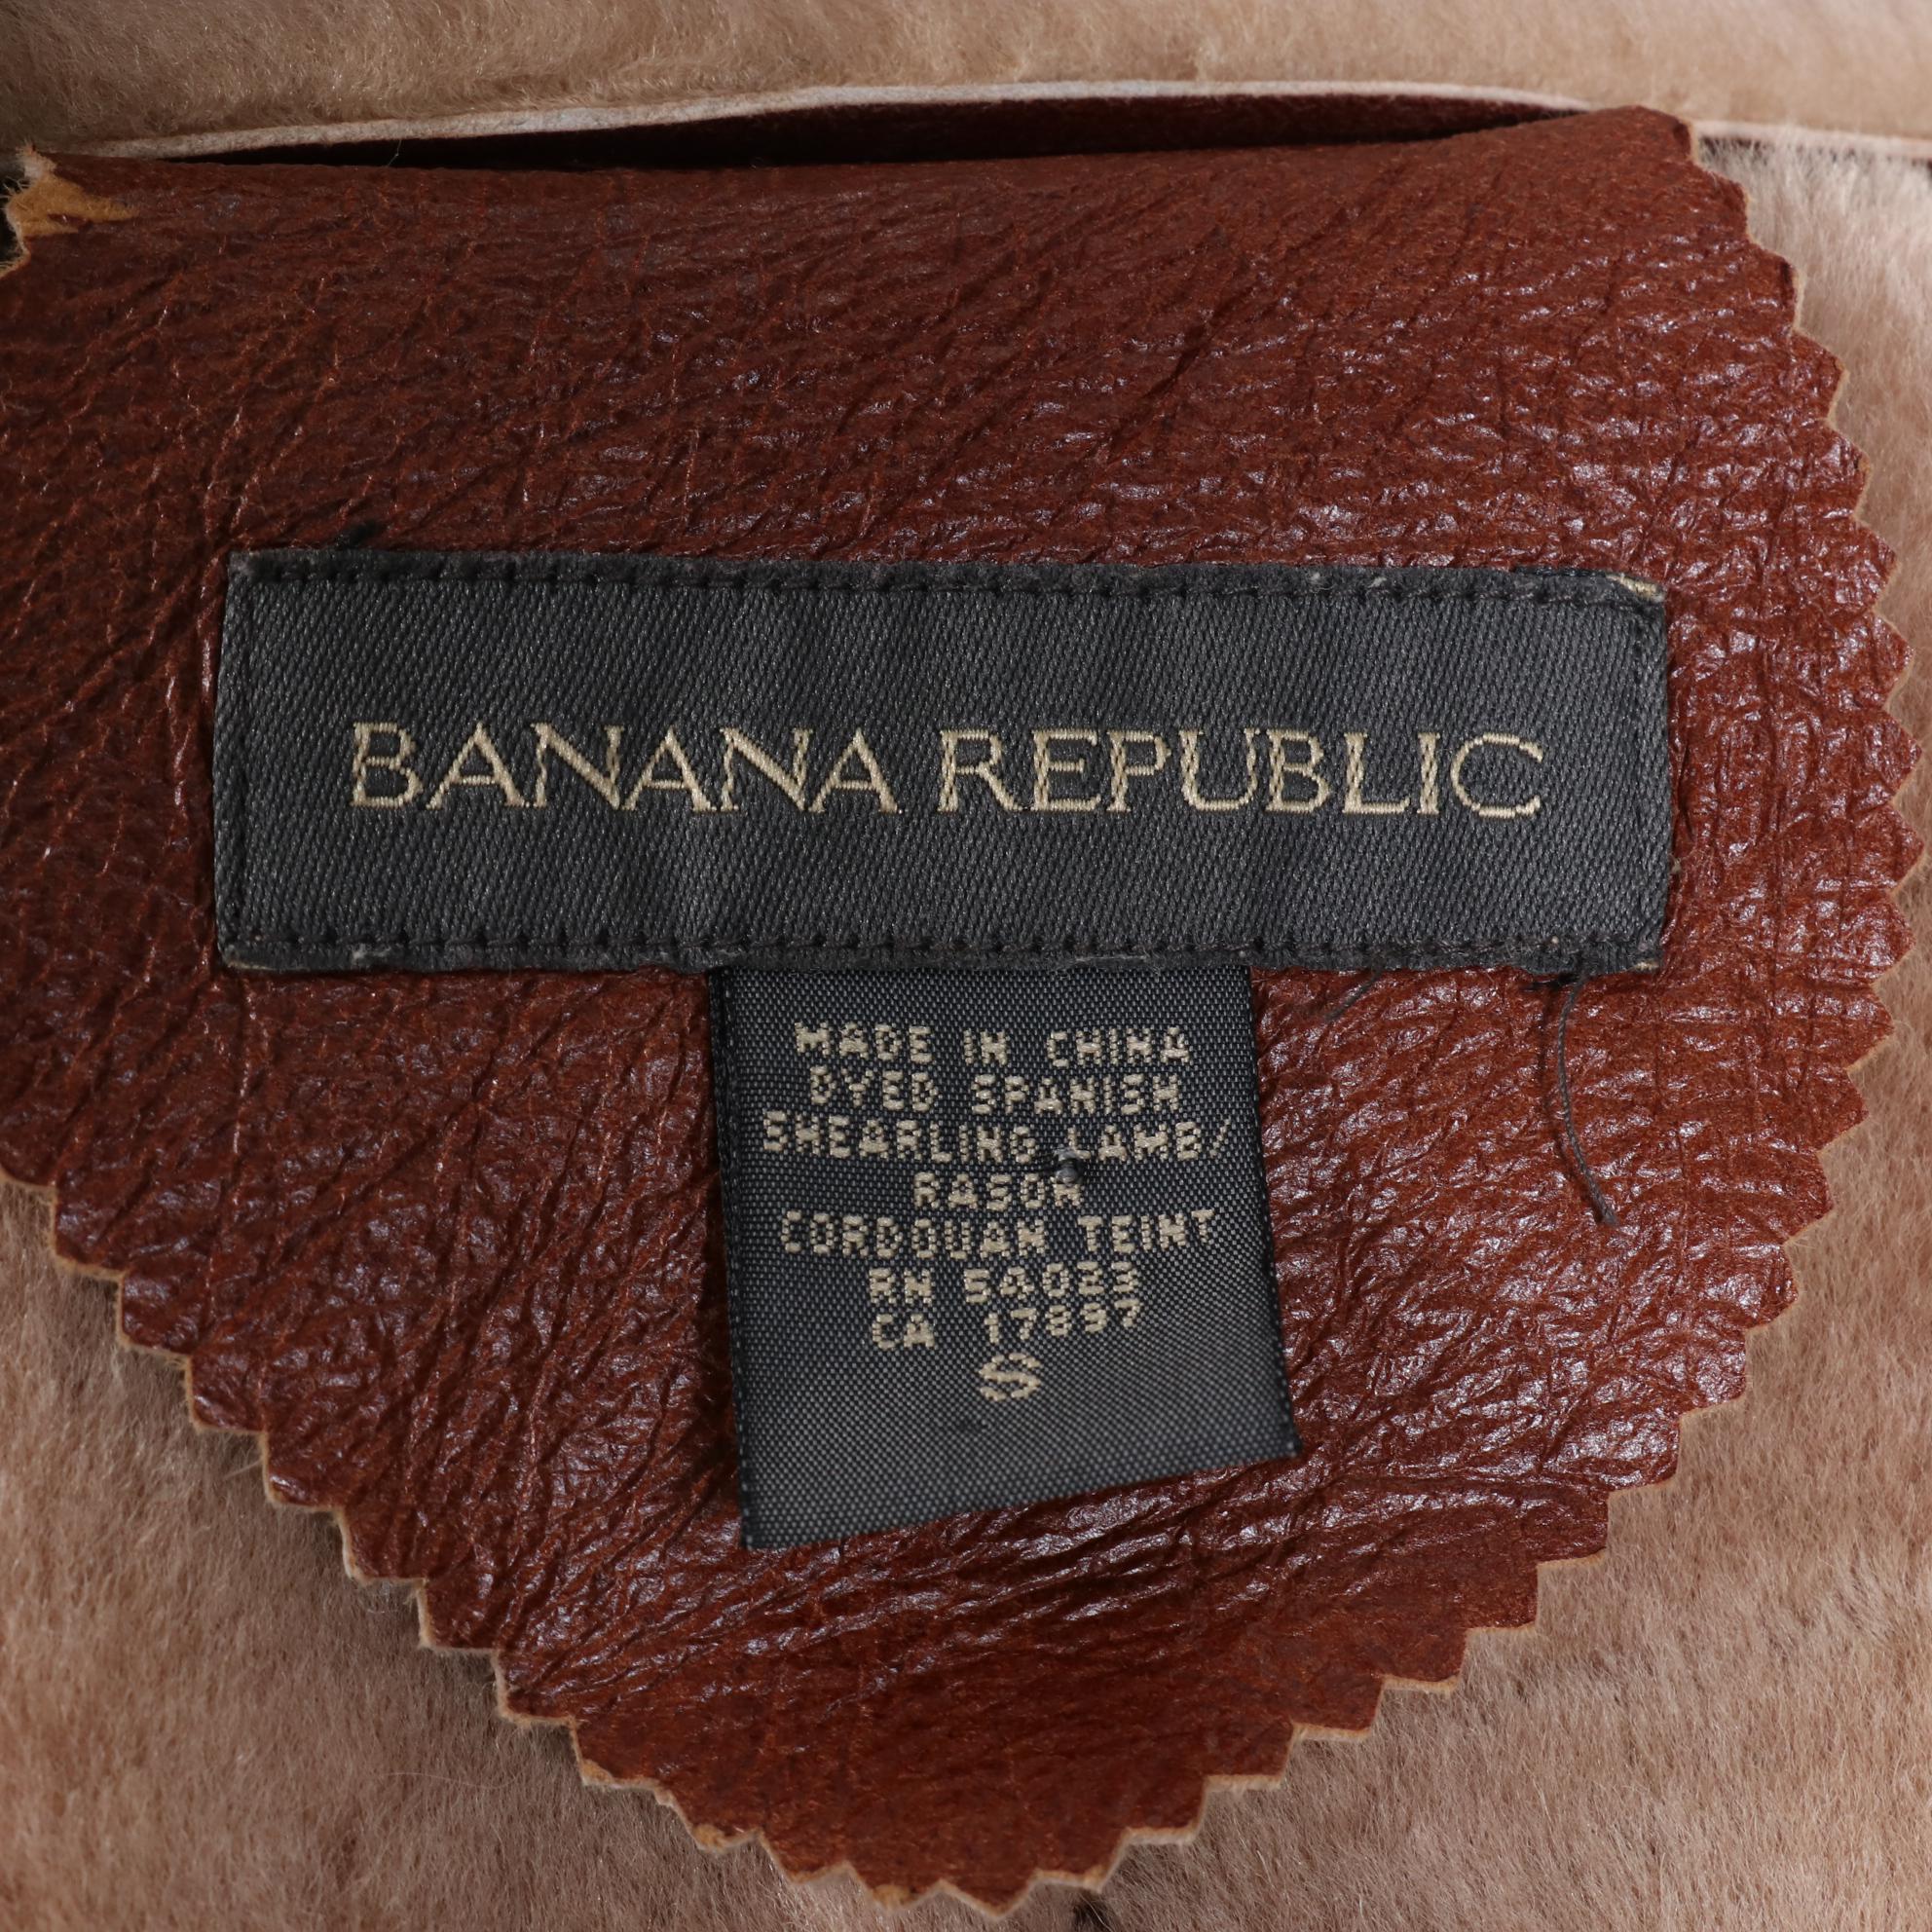 BANANA REPUBLIC
MADE IN CHINA
DYED SPANISH
SHEARLING LAMB/
RASOR
CORDOUAN TEINT
RN 54023
CA 17897
S